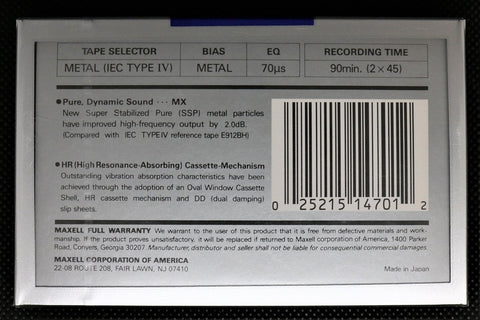 TAPE SELECTOR BIAS EQ RECORDING TIME
METAL (IEC TYPE IV) METAL 70µs 90min. (2 × 45)
● Pure, Dynamic Sound ··· MX
New Super Stabilized Pure (SSP) metal particles
have improved high-frequency output by 2.0dB.
(Compared with IEC TYPE IV reference tape E912BH)
● HR (High Resonance-Absorbing) Cassette-Mechanism
Outstanding vibration absorption characteristics have been
achieved through the adoption of an Oval Window Cassette
Shell, HR cassette mechanism and DD (dual damping)
slip sheets.
0 25215 14701 2
MAXELL FULL WARRANTY We warrant to the user of this product that it is free from defective materials and work-
manship. If the product proves unsatisfactory. it will be replaced if returned to Maxell corporation of America, 1400 Parker
Road, Conyers, Georgia 30207. Manufacturer, distributor and seller shall not be liable for consequential commercial damages.
MAXELL CORPORATION OF AMERICA
22-08 ROUTE 208, FAIR LAWN, NJ 07410
Made in Japan